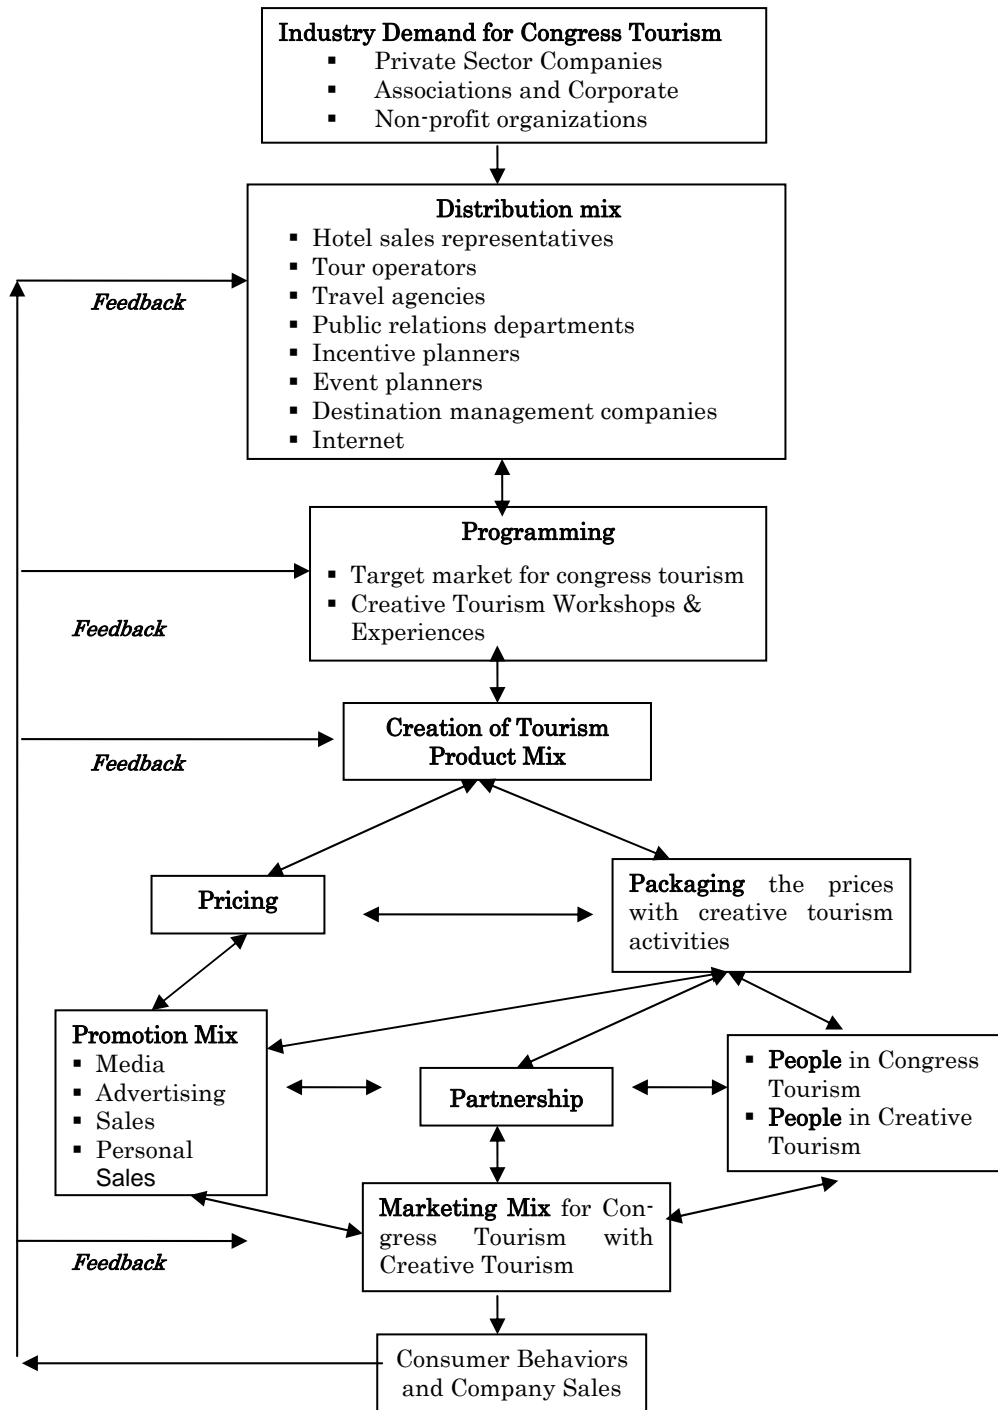 Industry Demand for Congress Tourism
▪ Private Sector Companies
▪ Associations and Corporate
▪ Non-profit organizations
Distribution mix
▪ Hotel sales representatives
▪ Tour operators
▪ Travel agencies
▪ Public relations departments
▪ Incentive planners
▪ Event planners
▪ Destination management companies
▪ Internet
Feedback
Programming
▪ Target market for congress tourism
▪ Creative Tourism Workshops &
Experiences
Feedback
Creation of Tourism
Product Mix
Feedback
Pricing
Packaging the prices
with creative tourism
activities
Promotion Mix
▪ Media
▪ Advertising
▪ Sales
▪ Personal
Sales
Partnership
▪ People in Congress
Tourism
▪ People in Creative
Tourism
Marketing Mix for Con-
gress Tourism with
Creative Tourism
Feedback
Consumer Behaviors
and Company Sales